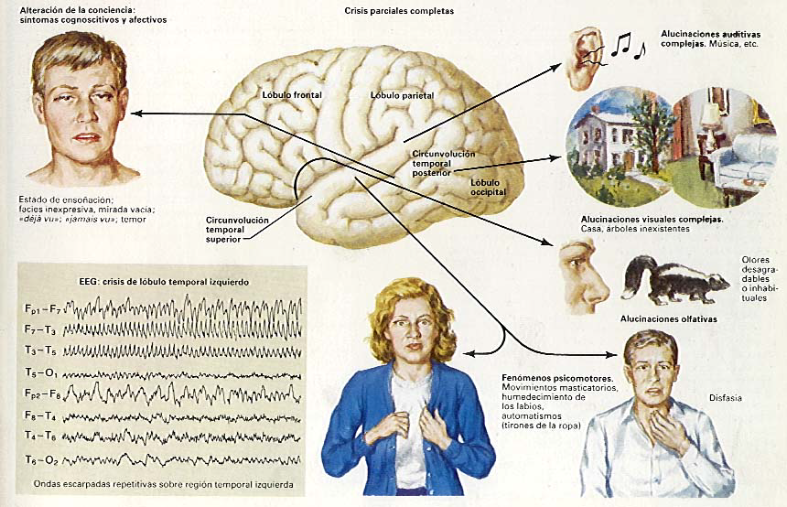 Alteración de la conciencia:
síntomas cognoscitivos y afectivos
Crisis parciales completas
Alucinaciones auditivas
complejas. Música, etc.
Lóbulo frontal
Lóbulo parietal
Circunvolución
temporal
posterior
Lóbulo
occipital
Estado de ensoñación;
facies inexpresiva, mirada vacía;
«déjà vu»; «jamais vu»; temor
Circunvolución
temporal
superior
Alucinaciones visuales complejas.
Casa, árboles inexistentes
Olores
desagra-
dables
o inhabi-
tuales
Alucinaciones olfativas
EEG: crisis de lóbulo temporal izquierdo
Fp1–F7
F7–T3
T3–T5
T5–O1
Fp2–F8
F8–T4
T4–T6
T6–O2
Ondas escarpadas repetitivas sobre región temporal izquierda
Fenómenos psicomotores.
Movimientos masticatorios,
humedecimiento de
los labios,
automatismos
(tirones de la ropa)
Disfasia